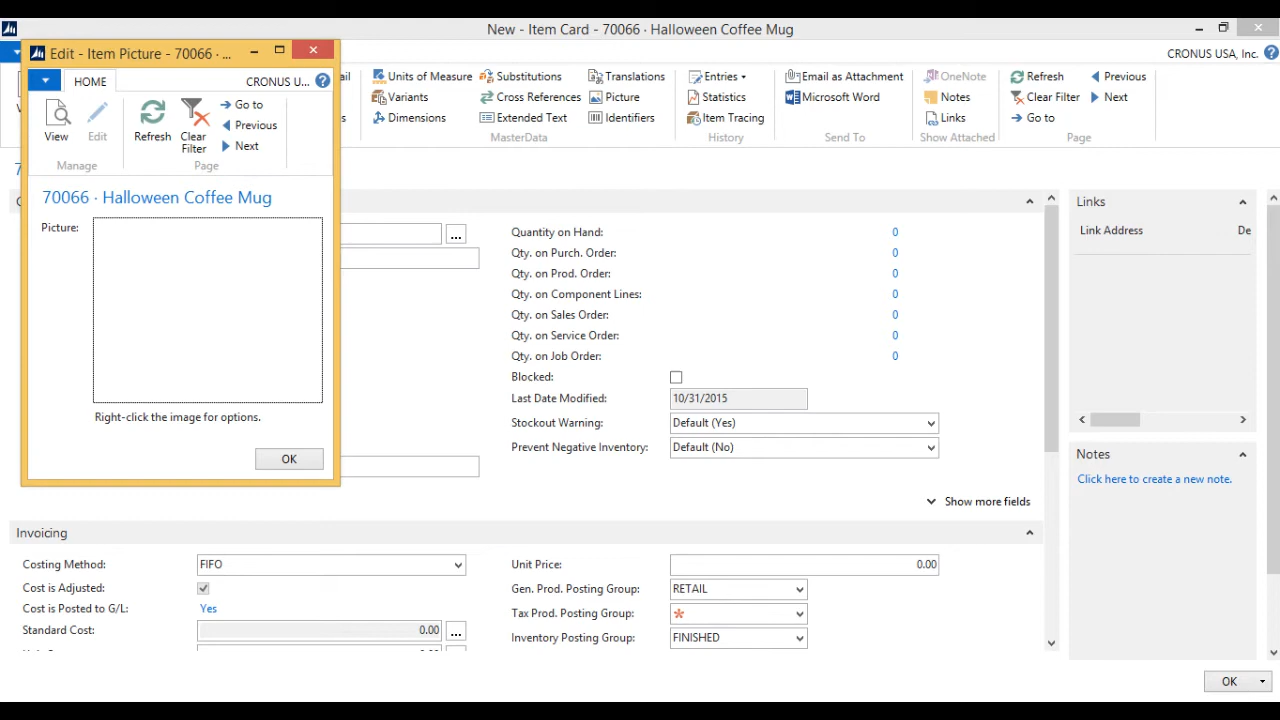 New - Item Card - 70066 · Halloween Coffee Mug
Edit - Item Picture - 70066 · ...
CRONUS USA, Inc.
HOME
CRONUS U...
View
Edit
Refresh
Clear Filter
Go to
Previous
Next
Manage
Page
Units of Measure
Variants
Dimensions
Substitutions
Cross References
Extended Text
Translations
Picture
Identifiers
MasterData
Entries
Statistics
Item Tracing
History
Email as Attachment
Microsoft Word
Send To
OneNote
Notes
Links
Show Attached
Refresh
Clear Filter
Go to
Previous
Next
Page
70066 · Halloween Coffee Mug
Picture:
Right-click the image for options.
OK
...
Quantity on Hand: 0
Qty. on Purch. Order: 0
Qty. on Prod. Order: 0
Qty. on Component Lines: 0
Qty. on Sales Order: 0
Qty. on Service Order: 0
Qty. on Job Order: 0
Blocked:
Last Date Modified: 10/31/2015
Stockout Warning: Default (Yes)
Prevent Negative Inventory: Default (No)
Show more fields
Links
Link Address De
Notes
Click here to create a new note.
Invoicing
Costing Method: FIFO
Cost is Adjusted:
Cost is Posted to G/L: Yes
Standard Cost: 0.00 ...
Unit Price: 0.00
Gen. Prod. Posting Group: RETAIL
Tax Prod. Posting Group: *
Inventory Posting Group: FINISHED
OK